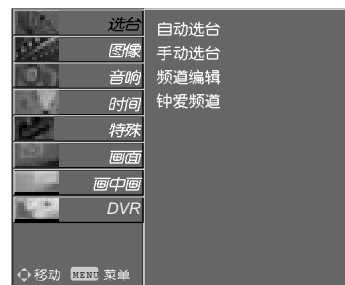 选台
图像
音响
时间
特殊
画面
画中画
DVR
自动选台
手动选台
频道编辑
钟爱频道
移动 MENU 菜单